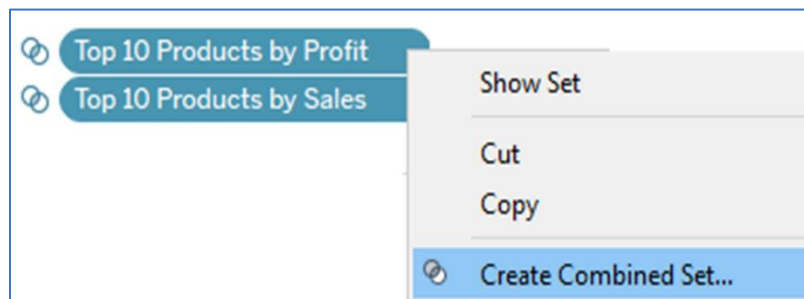 Top 10 Products by Profit
Top 10 Products by Sales
Show Set
Cut
Copy
Create Combined Set...